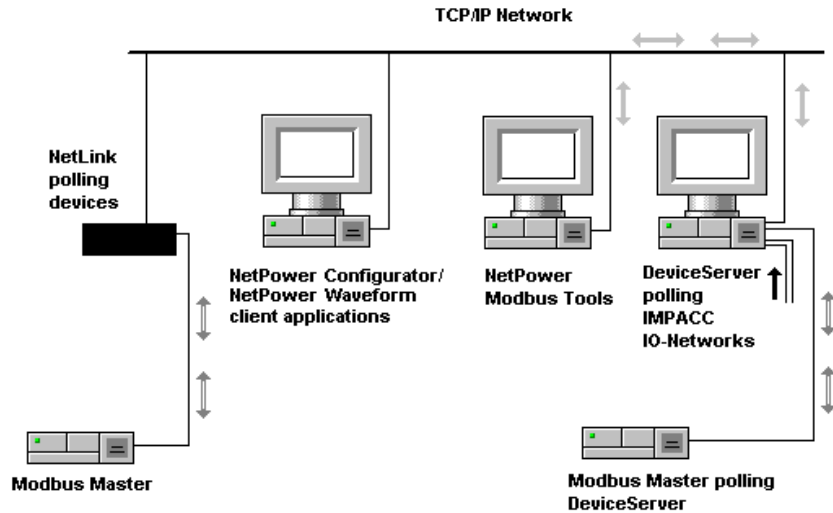 TCP/IP Network
NetLink
polling
devices
NetPower Configurator/
NetPower Waveform
client applications
NetPower
Modbus Tools
DeviceServer
polling
IMPACC
IO-Networks
Modbus Master
Modbus Master polling
DeviceServer